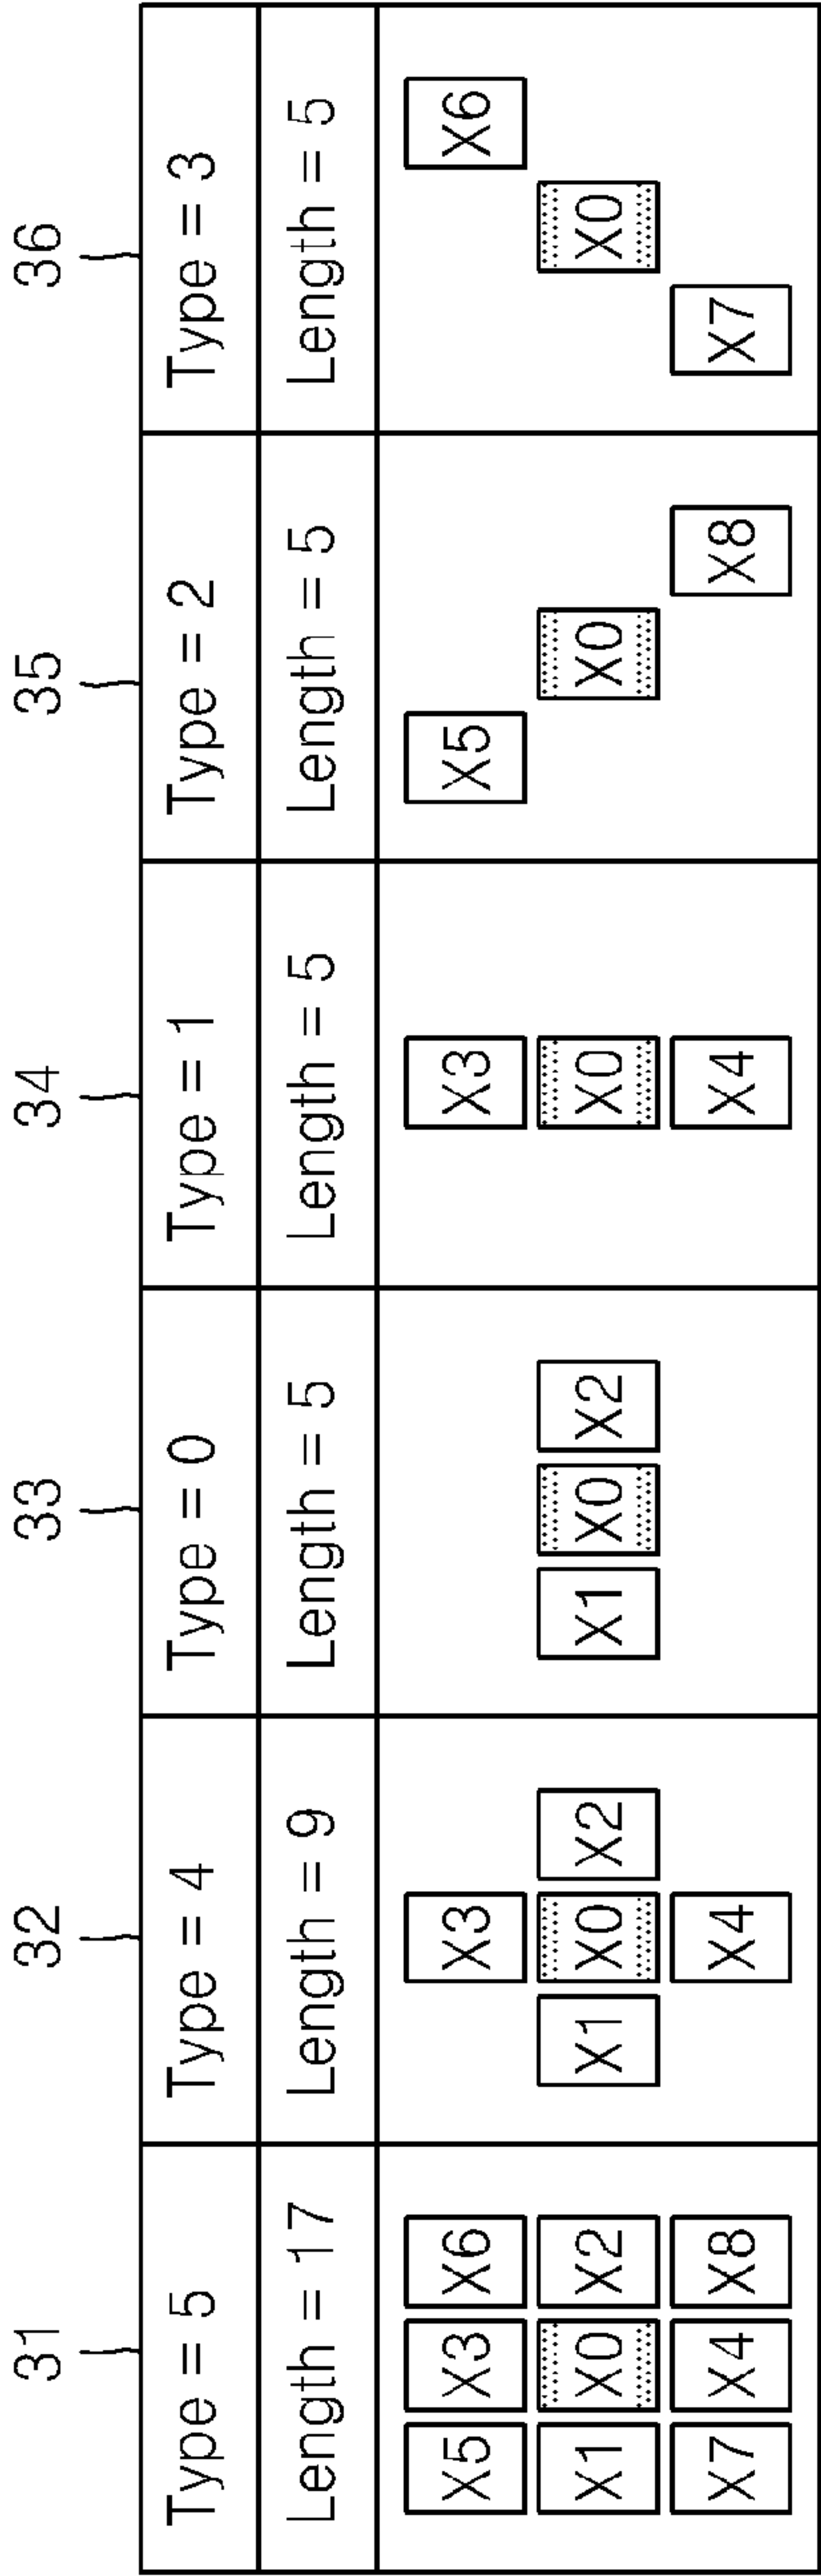 31 32 33 34 35 36
Type = 5 Type = 4 Type = 0 Type = 1 Type = 2 Type = 3
Length = 17 Length = 9 Length = 5 Length = 5 Length = 5 Length = 5
X5 X3 X6 X3 X3 X5 X6
X1 X0 X2 X1 X0 X2 X1 X0 X2 X0 X0 X0
X7 X4 X8 X4 X4 X8 X7